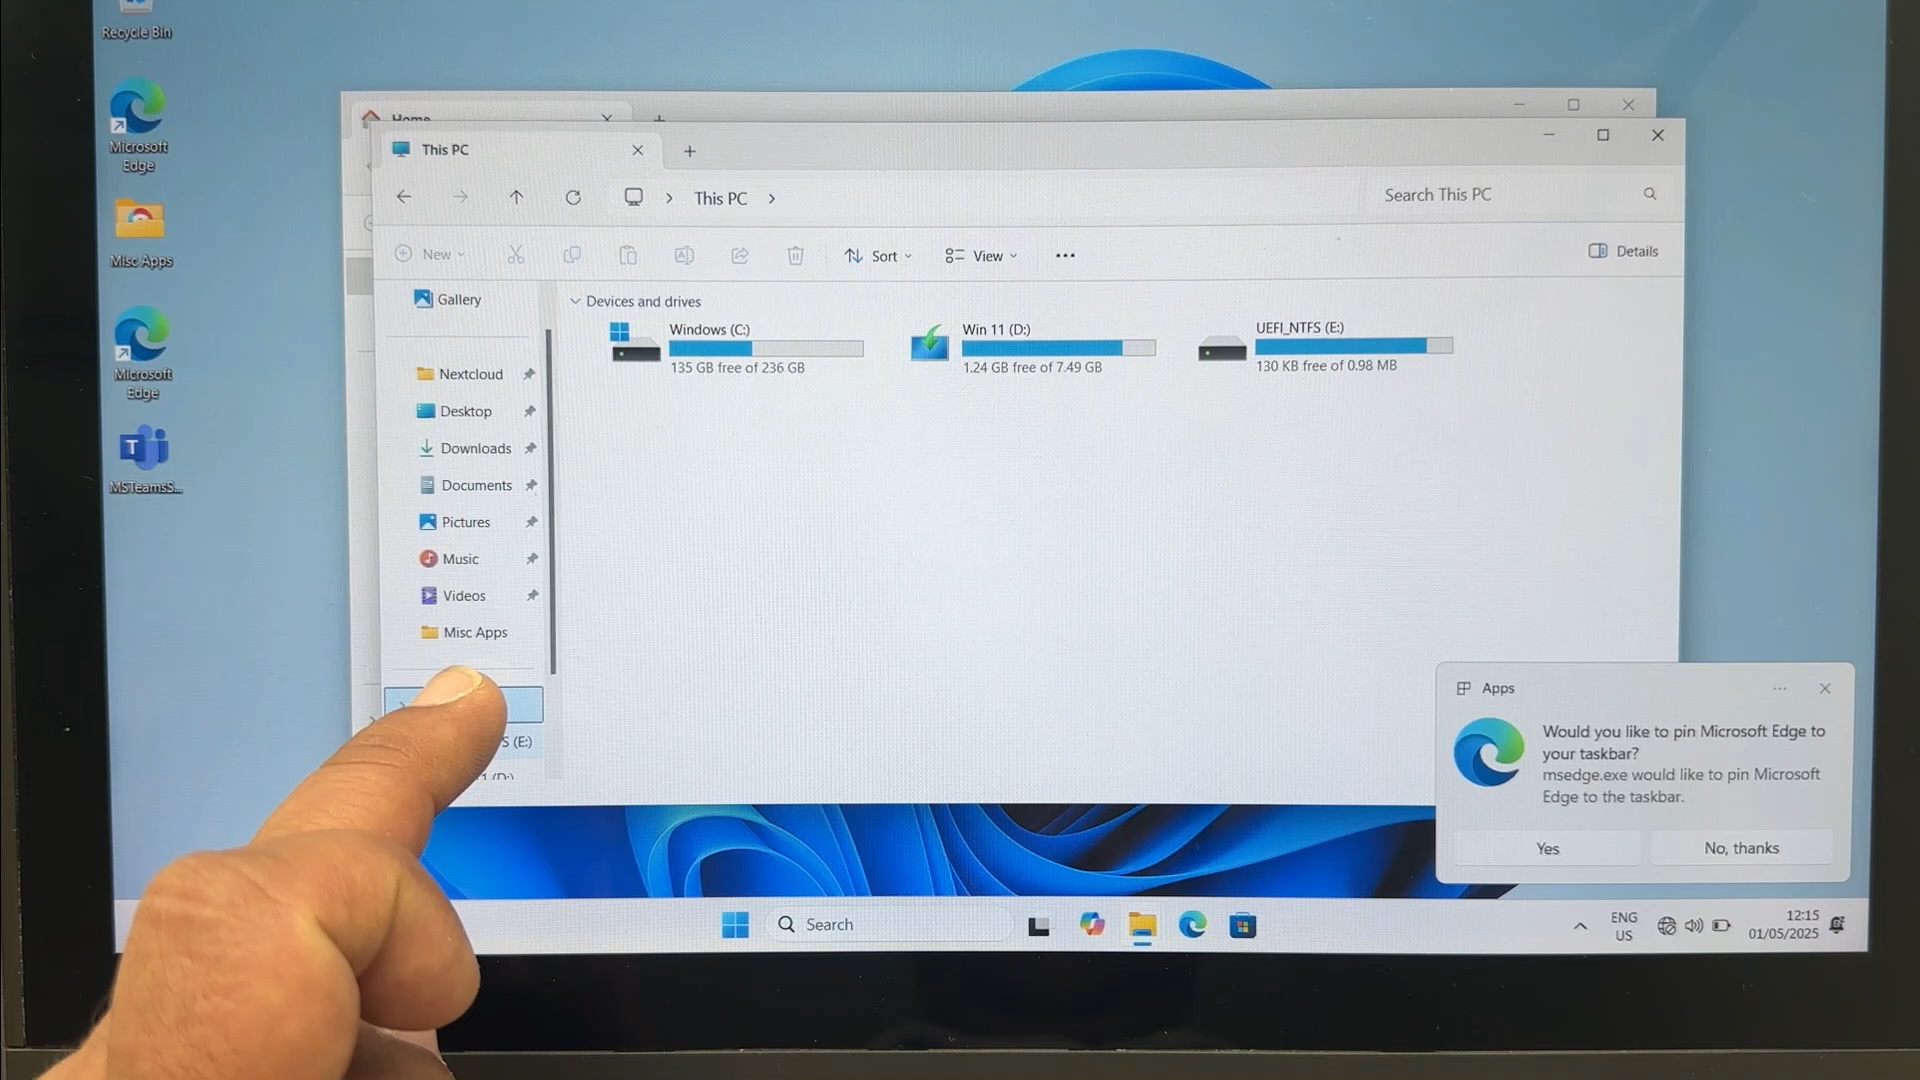 Recycle Bin
Microsoft
Edge
Misc Apps
Microsoft
Edge
T
MSTeamsS...
Home
This PC
This PC
Search This PC
New
Sort
View
Details
Gallery
Nextcloud
Desktop
Downloads
Documents
Pictures
Music
Videos
Misc Apps
S (E:)
1 (D:)
Devices and drives
Windows (C:)
135 GB free of 236 GB
Win 11 (D:)
1.24 GB free of 7.49 GB
UEFI_NTFS (E:)
130 KB free of 0.98 MB
Apps
Would you like to pin Microsoft Edge to
your taskbar?
msedge.exe would like to pin Microsoft
Edge to the taskbar.
Yes
No, thanks
Search
ENG
US
12:15
01/05/2025